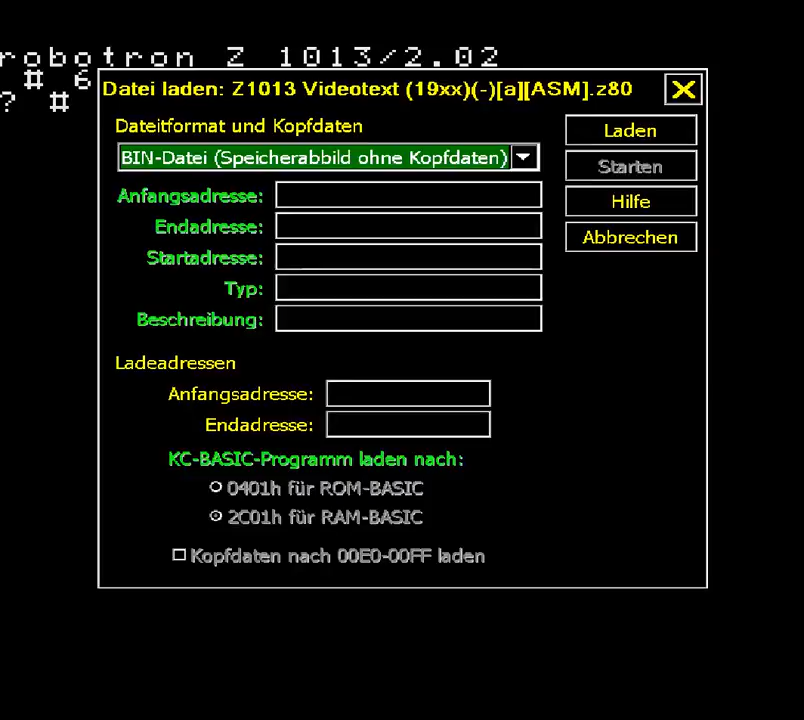 robotron Z 1013/2.02
# 6
? #
Datei laden: Z1013 Videotext (19xx)(-)[a][ASM].z80
Dateitformat und Kopfdaten
BIN-Datei (Speicherabbild ohne Kopfdaten)
Anfangsadresse:
Endadresse:
Startadresse:
Typ:
Beschreibung:
Laden
Starten
Hilfe
Abbrechen
Ladeadressen
Anfangsadresse:
Endadresse:
KC-BASIC-Programm laden nach:
0401h für ROM-BASIC
2C01h für RAM-BASIC
Kopfdaten nach 00E0-00FF laden